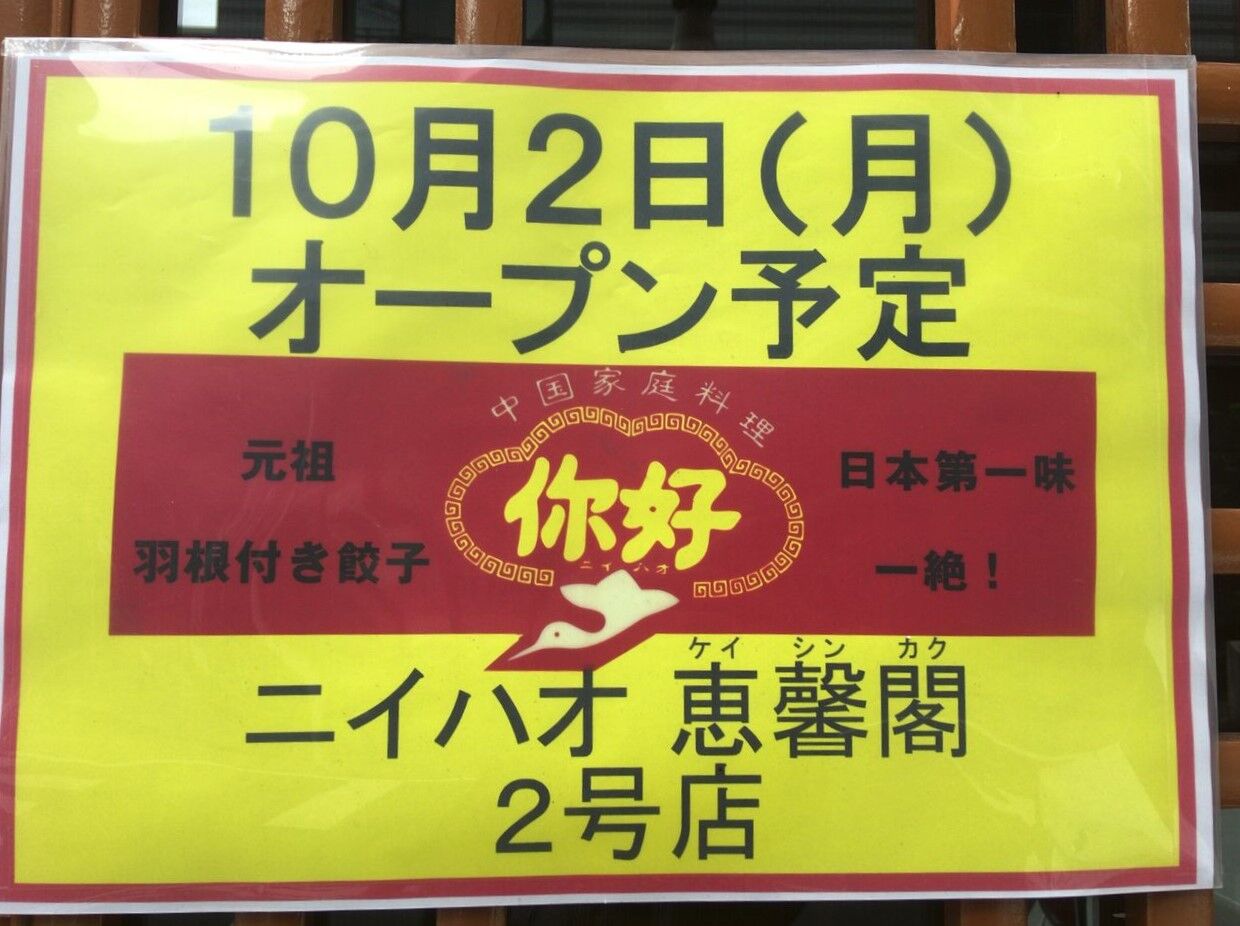 10月2日(月)
オープン予定
中国家庭料理
元祖
羽根付き餃子
你好
ニイハオ
日本第一味
一絶！
ケイ シン カク
ニイハオ 恵馨閣
2号店